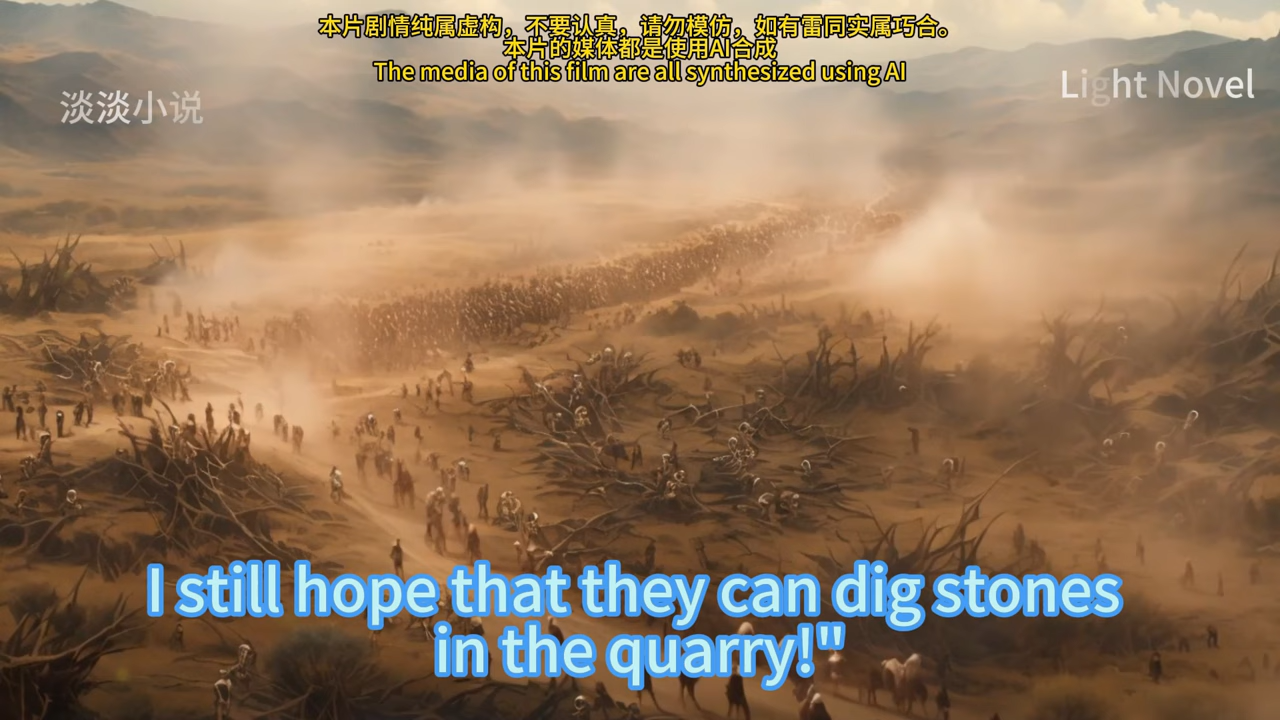 本片剧情纯属虚构，不要认真，请勿模仿，如有雷同实属巧合。
本片的媒体都是使用AI合成
The media of this film are all synthesized using AI
淡淡小说
Light Novel
I still hope that they can dig stones
in the quarry!"